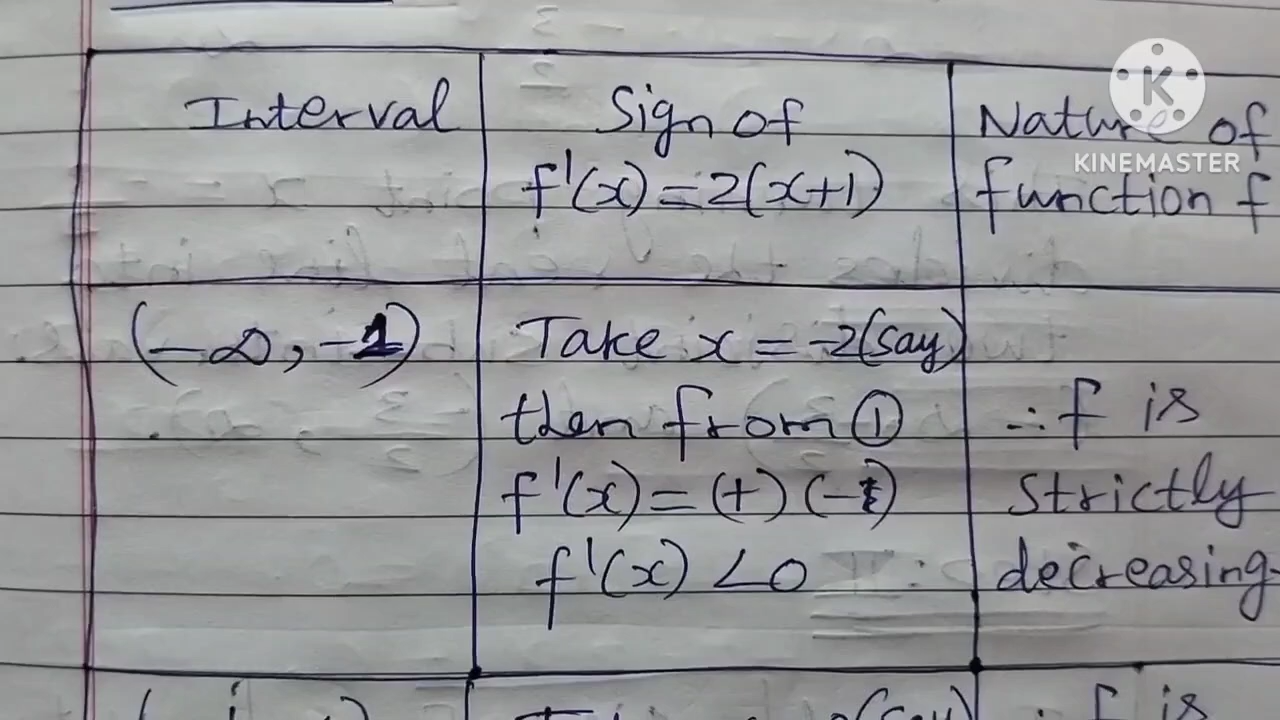 Interval
Sign of
f'(x) = 2(x+1)
Nature of
function f
KINEMASTER
(-∞, -1)
Take x = -2 (say)
then from ①
f'(x) = (+) (-)
f'(x) < 0
∴ f is
strictly
decreasing.
(say)
∴ f is